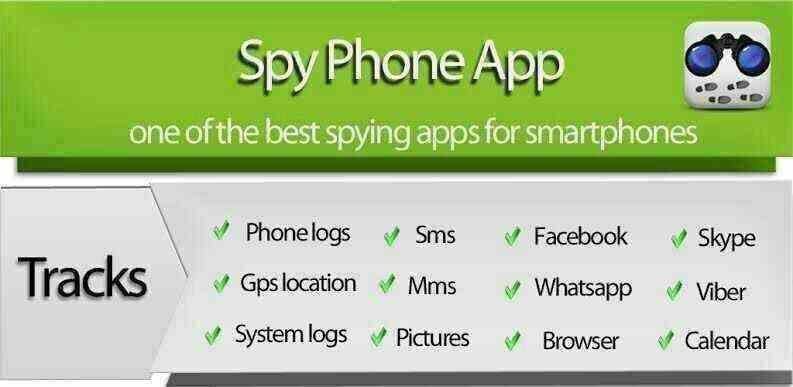 Spy Phone App
one of the best spying apps for smartphones
Tracks
Phone logs Sms Facebook Skype
Gps location Mms Whatsapp Viber
System logs Pictures Browser Calendar